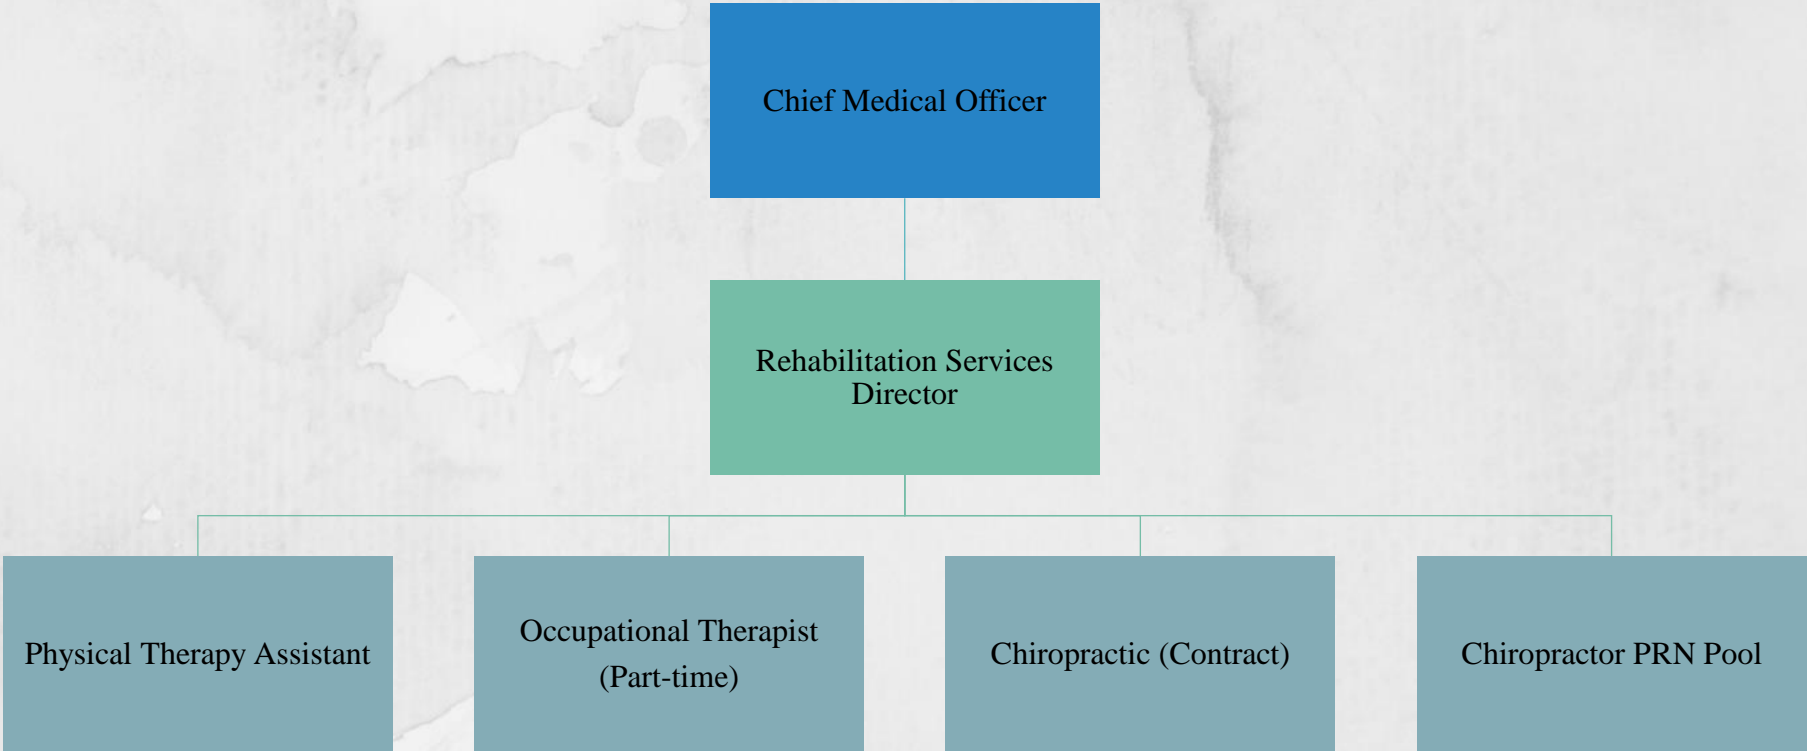 Chief Medical Officer
Rehabilitation Services
Director
Physical Therapy Assistant
Occupational Therapist
(Part-time)
Chiropractic (Contract)
Chiropractor PRN Pool